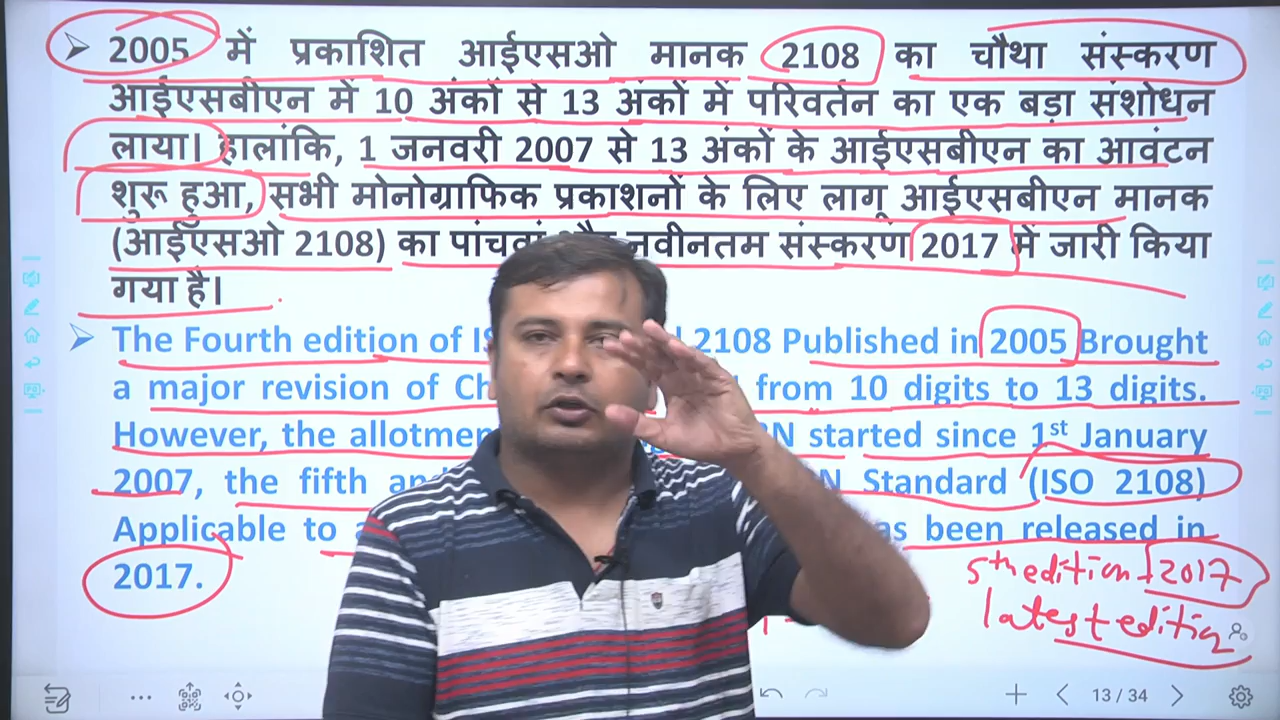 ➤ 2005 में प्रकाशित आईएसओ मानक 2108 का चौथा संस्करण
आईएसबीएन में 10 अंकों से 13 अंकों में परिवर्तन का एक बड़ा संशोधन
लाया। हालांकि, 1 जनवरी 2007 से 13 अंकों के आईएसबीएन का आवंटन
शुरू हुआ, सभी मोनोग्राफिक प्रकाशनों के लिए लागू आईएसबीएन मानक
(आईएसओ 2108) का पांचवां और नवीनतम संस्करण 2017 में जारी किया
गया है।
➤ The Fourth edition of 2108 Published in 2005 Brought
a major revision of from 10 digits to 13 digits.
However, the started since 1st January
2007, the fifth Standard (ISO 2108)
Applicable to been released in
2017.
5th edition - 2017
latest edition
13 / 34